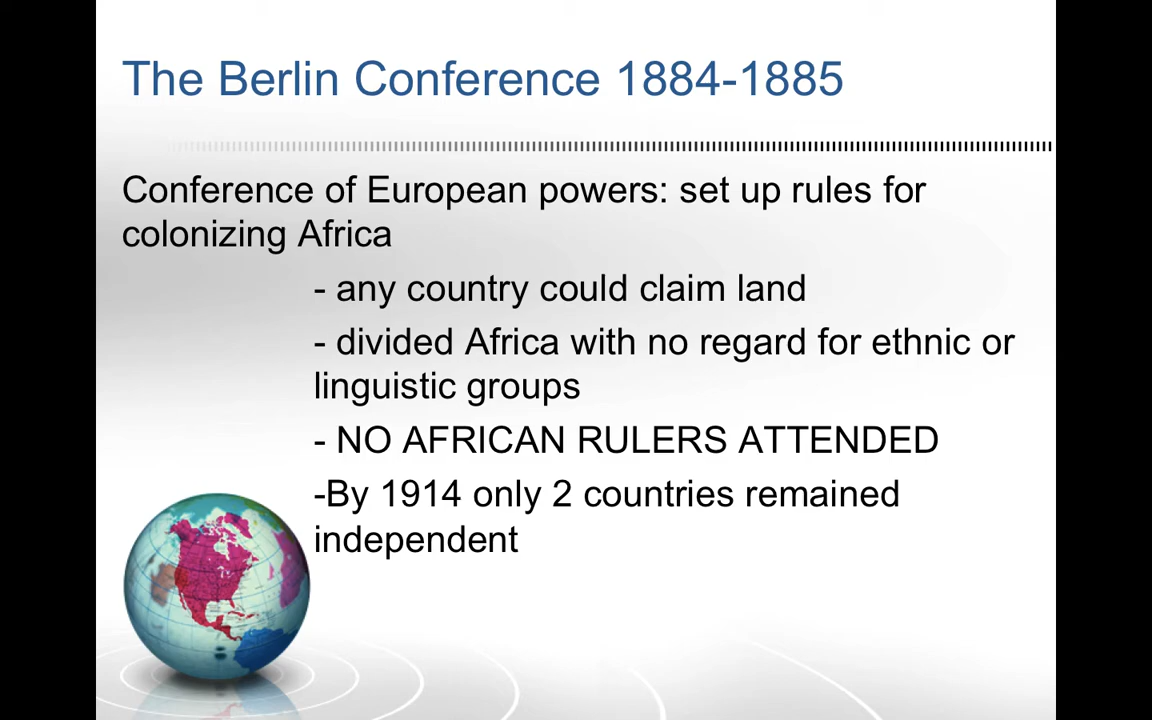 The Berlin Conference 1884-1885
Conference of European powers: set up rules for
colonizing Africa
- any country could claim land
- divided Africa with no regard for ethnic or
linguistic groups
- NO AFRICAN RULERS ATTENDED
-By 1914 only 2 countries remained
independent